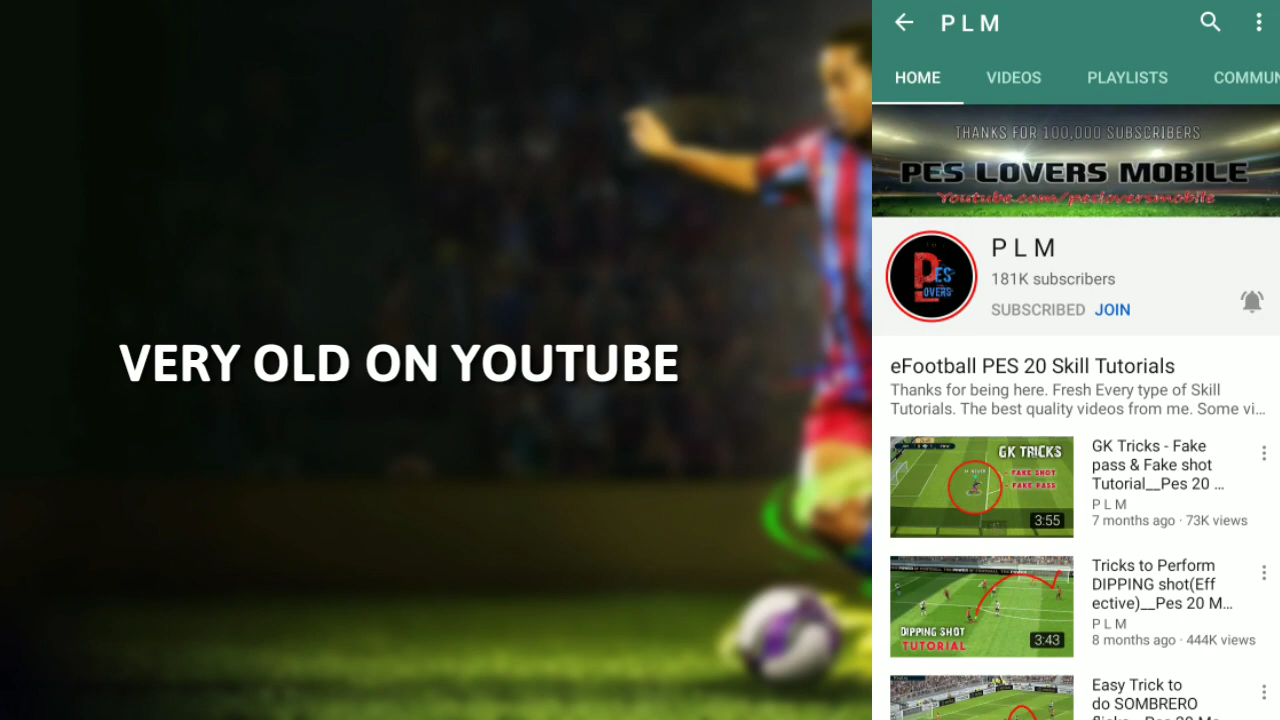 VERY OLD ON YOUTUBE
P L M
HOME VIDEOS PLAYLISTS COMMUN
THANKS FOR 100,000 SUBSCRIBERS
PES LOVERS MOBILE
Youtube.com/pesloversmobile
PES
LOVERS
P L M
181K subscribers
SUBSCRIBED JOIN
eFootball PES 20 Skill Tutorials
Thanks for being here. Fresh Every type of Skill
Tutorials. The best quality videos from me. Some vi...
GK TRICKS
- FAKE SHOT
- FAKE PASS
3:55
GK Tricks - Fake
pass & Fake shot
Tutorial__Pes 20 ...
P L M
7 months ago · 73K views
DIPPING SHOT
TUTORIAL
3:43
Tricks to Perform
DIPPING shot(Eff
ective)__Pes 20 M...
P L M
8 months ago · 444K views
Easy Trick to
do SOMBRERO